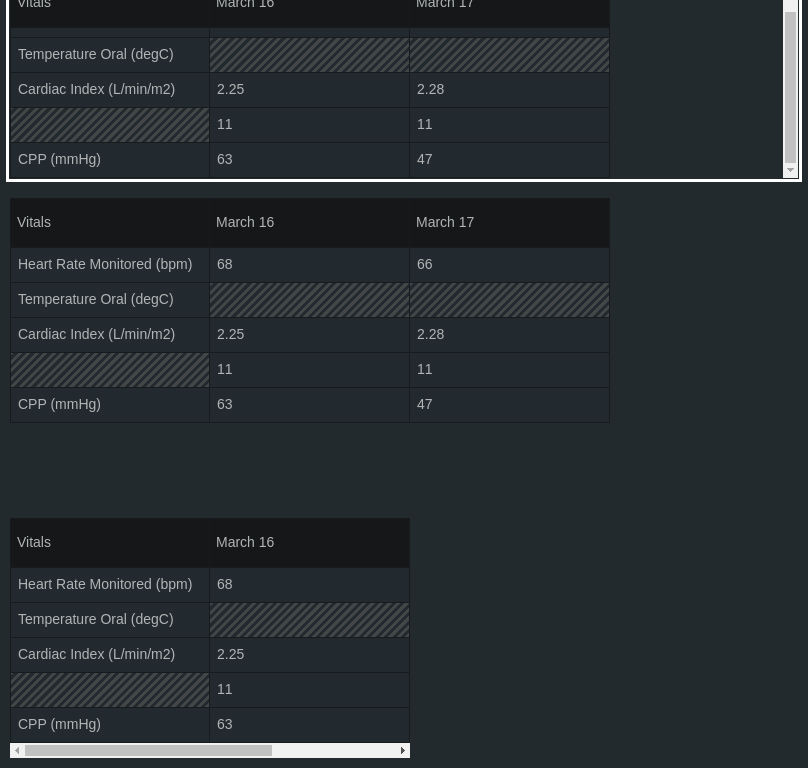 Vitals March 16 March 17
Temperature Oral (degC)
Cardiac Index (L/min/m2) 2.25 2.28
11 11
CPP (mmHg) 63 47
Vitals March 16 March 17
Heart Rate Monitored (bpm) 68 66
Temperature Oral (degC)
Cardiac Index (L/min/m2) 2.25 2.28
11 11
CPP (mmHg) 63 47
Vitals March 16
Heart Rate Monitored (bpm) 68
Temperature Oral (degC)
Cardiac Index (L/min/m2) 2.25
11
CPP (mmHg) 63